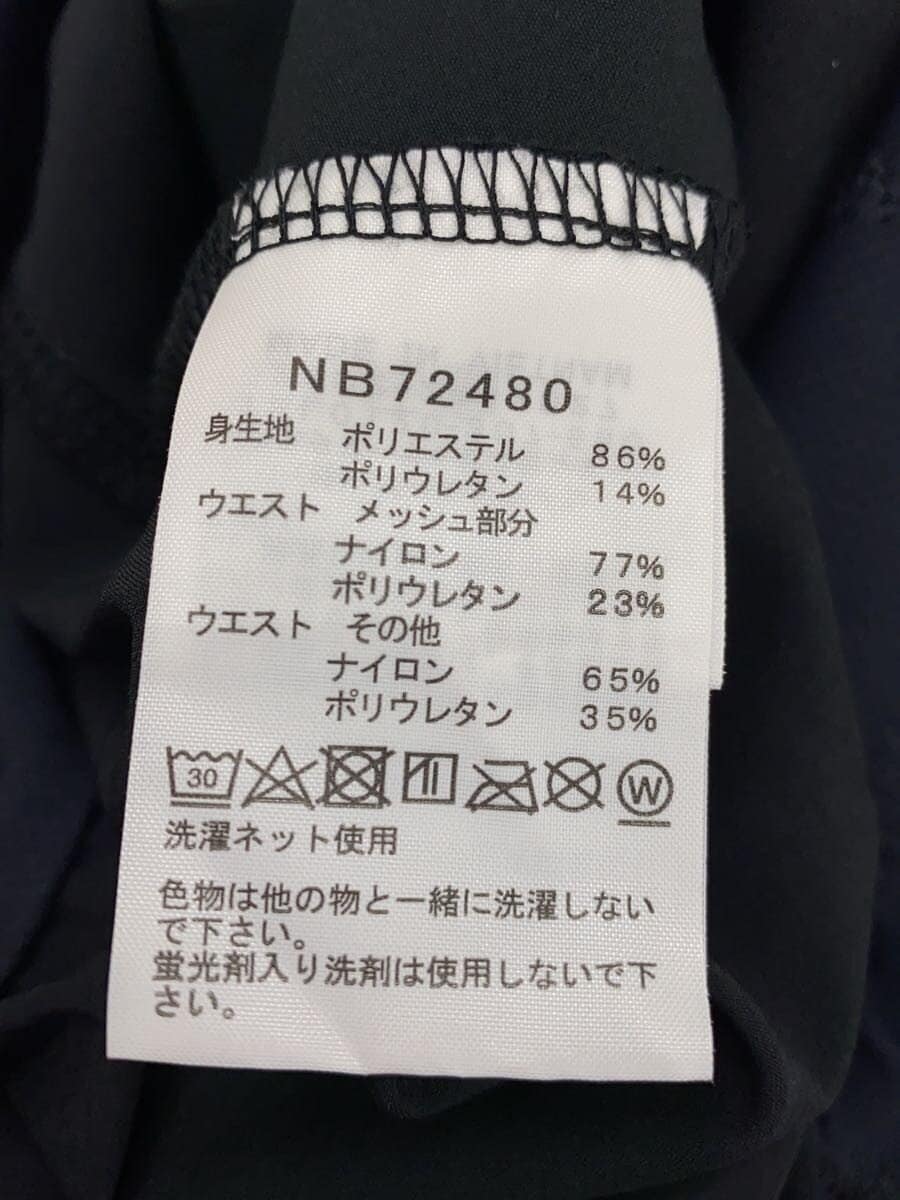 NB72480
身生地 ポリエステル 86%
ポリウレタン 14%
ウエスト メッシュ部分
ナイロン 77%
ポリウレタン 23%
ウエスト その他
ナイロン 65%
ポリウレタン 35%
30 W
洗濯ネット使用
色物は他の物と一緒に洗濯しない
で下さい。
蛍光剤入り洗剤は使用しないで下
さい。